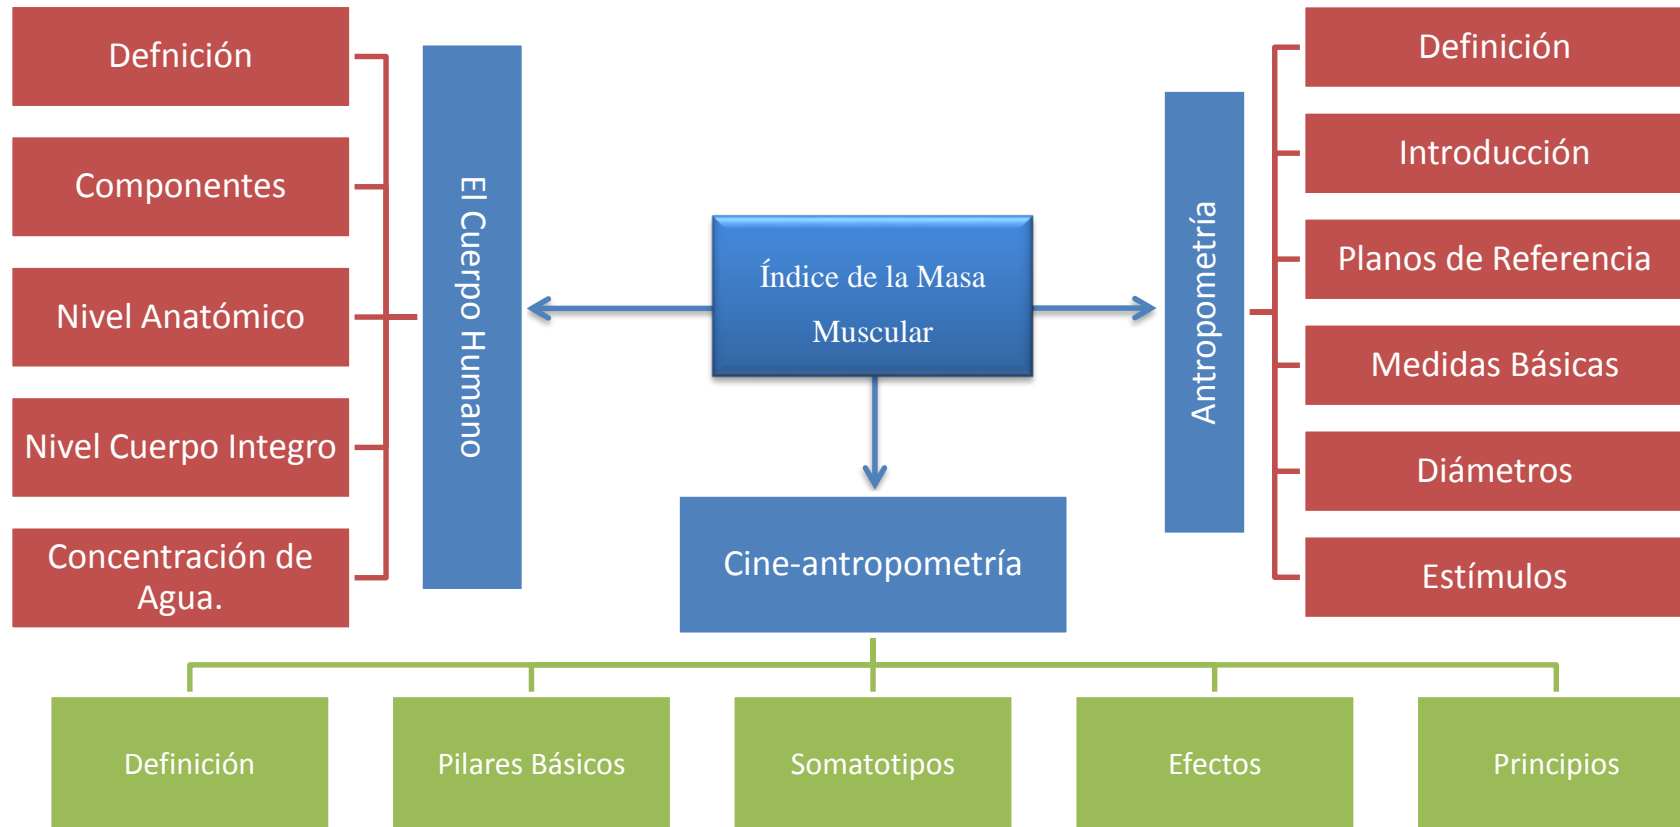 Defnición
Componentes
Nivel Anatómico
Nivel Cuerpo Integro
Concentración de
Agua.
El Cuerpo Humano
Índice de la Masa
Muscular
Cine-antropometría
Antropometría
Definición
Introducción
Planos de Referencia
Medidas Básicas
Diámetros
Estímulos
Definición
Pilares Básicos
Somatotipos
Efectos
Principios